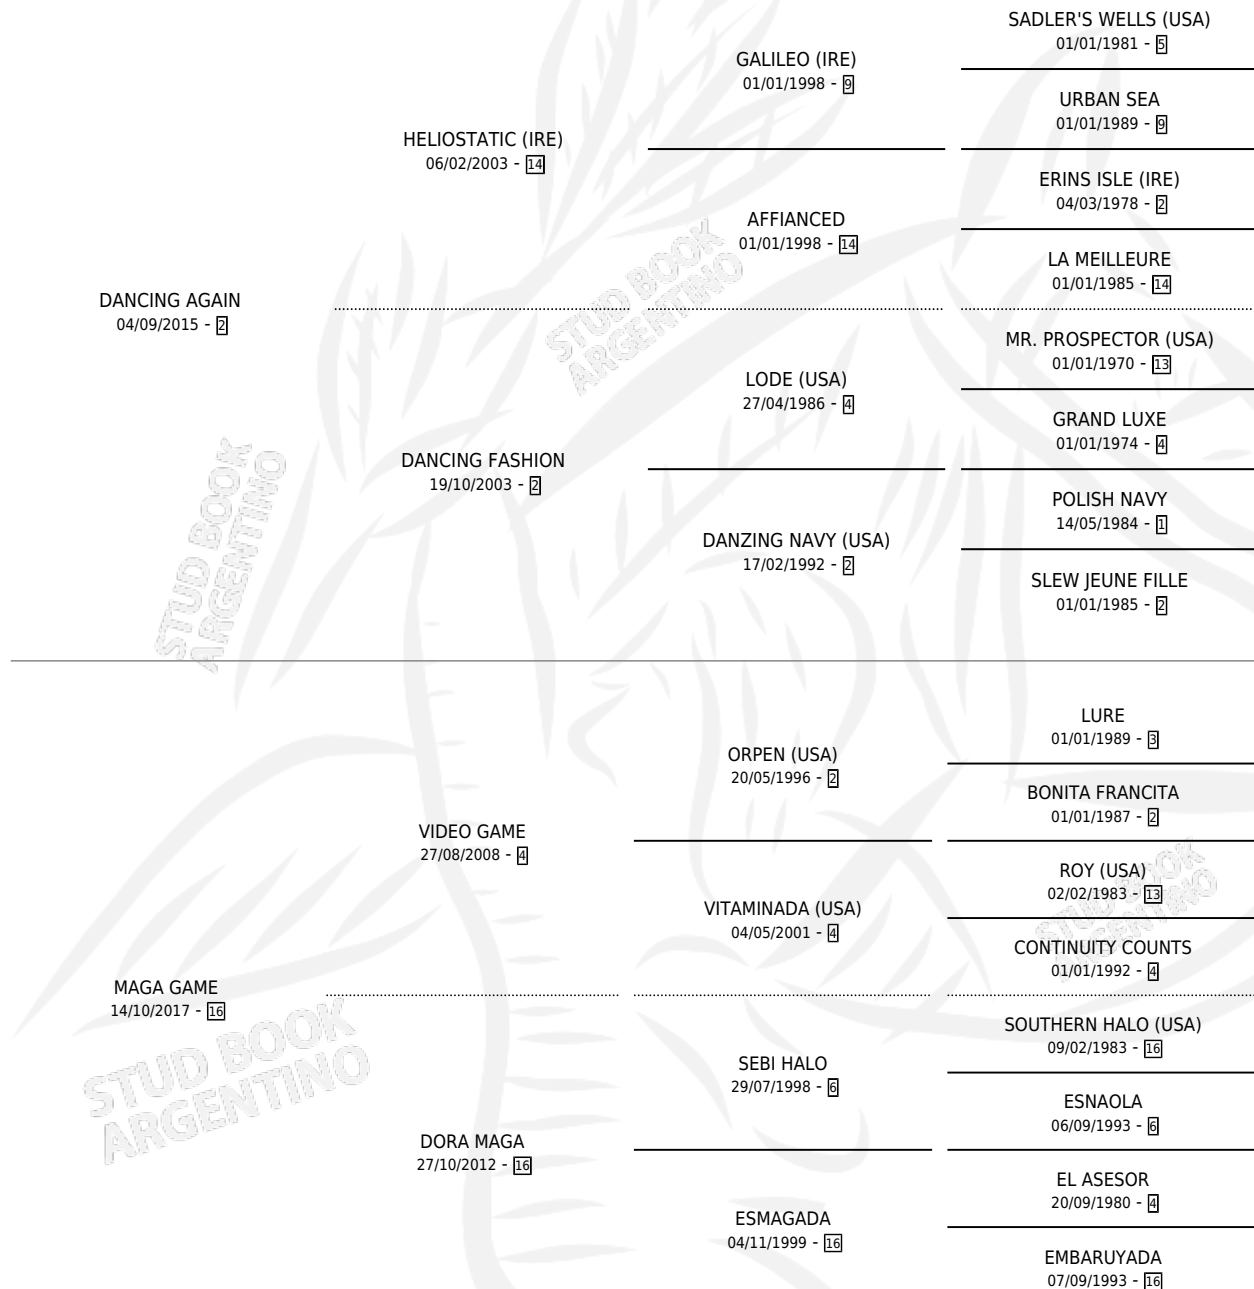 SADLER'S WELLS (USA)
01/01/1981 - 5
GALILEO (IRE)
01/01/1998 - 9
URBAN SEA
01/01/1989 - 9
HELIOSTATIC (IRE)
06/02/2003 - 14
ERINS ISLE (IRE)
04/03/1978 - 2
AFFIANCED
01/01/1998 - 14
LA MEILLEURE
01/01/1985 - 14
DANCING AGAIN
04/09/2015 - 2
MR. PROSPECTOR (USA)
01/01/1970 - 13
LODE (USA)
27/04/1986 - 4
GRAND LUXE
01/01/1974 - 4
DANCING FASHION
19/10/2003 - 2
POLISH NAVY
14/05/1984 - 1
DANZING NAVY (USA)
17/02/1992 - 2
SLEW JEUNE FILLE
01/01/1985 - 2
STUD BOOK
ARGENTINO
STUD BOOK
ARGENTINO
LURE
01/01/1989 - 3
ORPEN (USA)
20/05/1996 - 2
BONITA FRANCITA
01/01/1987 - 2
VIDEO GAME
27/08/2008 - 4
ROY (USA)
02/02/1983 - 13
VITAMINADA (USA)
04/05/2001 - 4
CONTINUITY COUNTS
01/01/1992 - 4
MAGA GAME
14/10/2017 - 16
SOUTHERN HALO (USA)
09/02/1983 - 16
SEBI HALO
29/07/1998 - 6
ESNAOLA
06/09/1993 - 6
DORA MAGA
27/10/2012 - 16
EL ASESOR
20/09/1980 - 4
ESMAGADA
04/11/1999 - 16
EMBARUYADA
07/09/1993 - 16
STUD BOOK
ARGENTINO
STUD BOOK
ARGENTINO